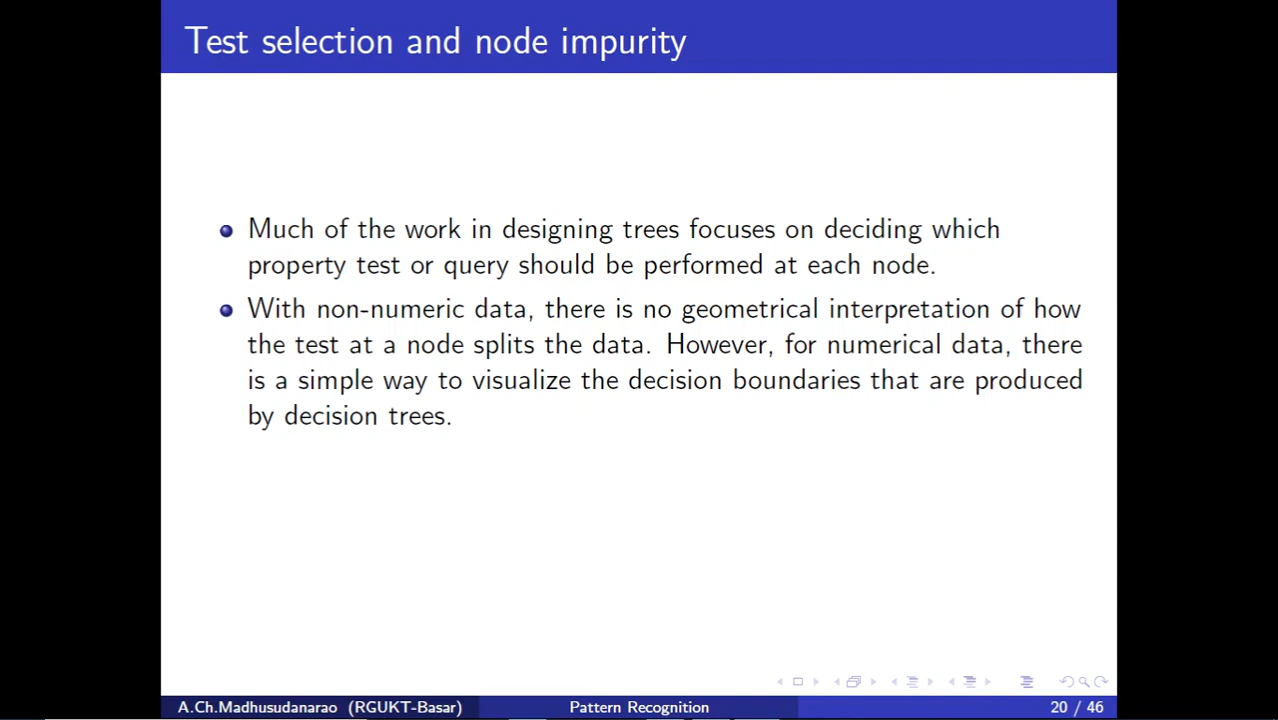 Test selection and node impurity
Much of the work in designing trees focuses on deciding which
property test or query should be performed at each node.
With non-numeric data, there is no geometrical interpretation of how
the test at a node splits the data. However, for numerical data, there
is a simple way to visualize the decision boundaries that are produced
by decision trees.
A.Ch.Madhusudanarao (RGUKT-Basar) Pattern Recognition 20 / 46